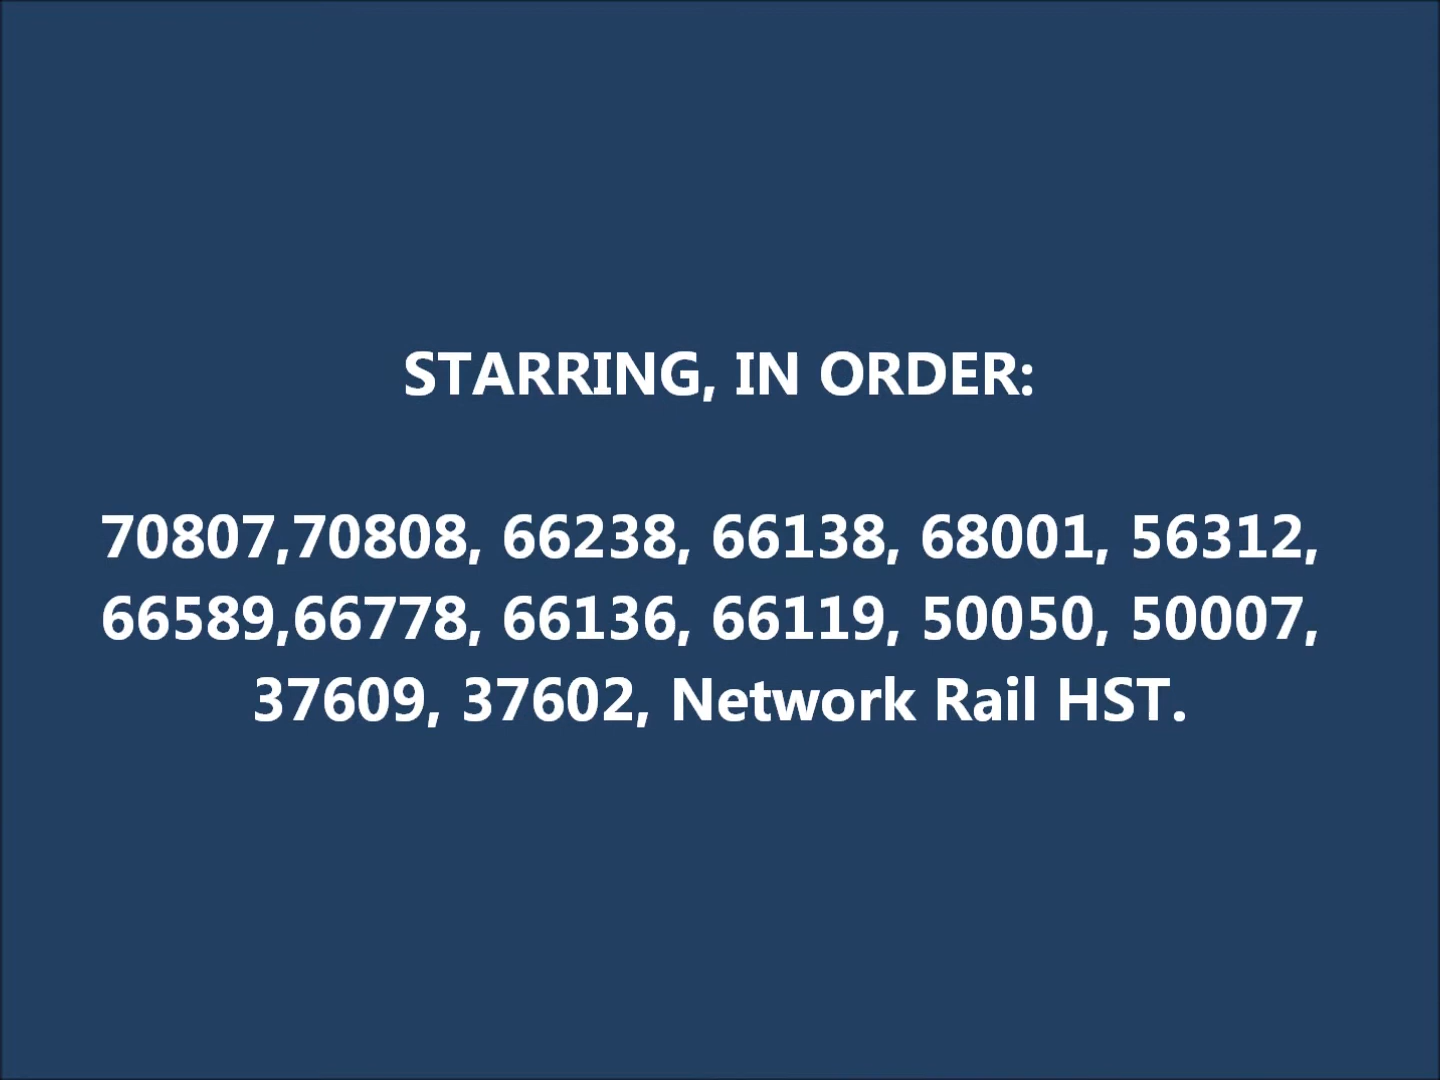 STARRING, IN ORDER:
70807,70808, 66238, 66138, 68001, 56312,
66589,66778, 66136, 66119, 50050, 50007,
37609, 37602, Network Rail HST.